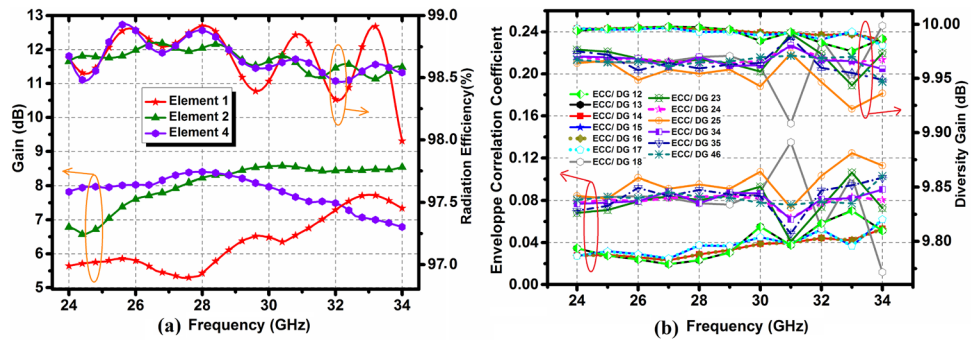 13
12
11
10
9
8
7
6
5
Gain (dB)
Element 1
Element 2
Element 4
99.0
98.5
98.0
97.5
97.0
Radiation Efficiency(%)
24 26 28 30 32 34
(a) Frequency (GHz)
0.24
0.20
0.16
0.12
0.08
0.04
0.00
Enveloppe Correlation Coefficient
ECC/ DG 12
ECC/ DG 13
ECC/ DG 14
ECC/ DG 15
ECC/ DG 16
ECC/ DG 17
ECC/ DG 18
ECC/ DG 23
ECC/ DG 24
ECC/ DG 25
ECC/ DG 34
ECC/ DG 35
ECC/ DG 46
10.00
9.95
9.90
9.85
9.80
Diversity Gain (dB)
24 26 28 30 32 34
(b) Frequency (GHz)